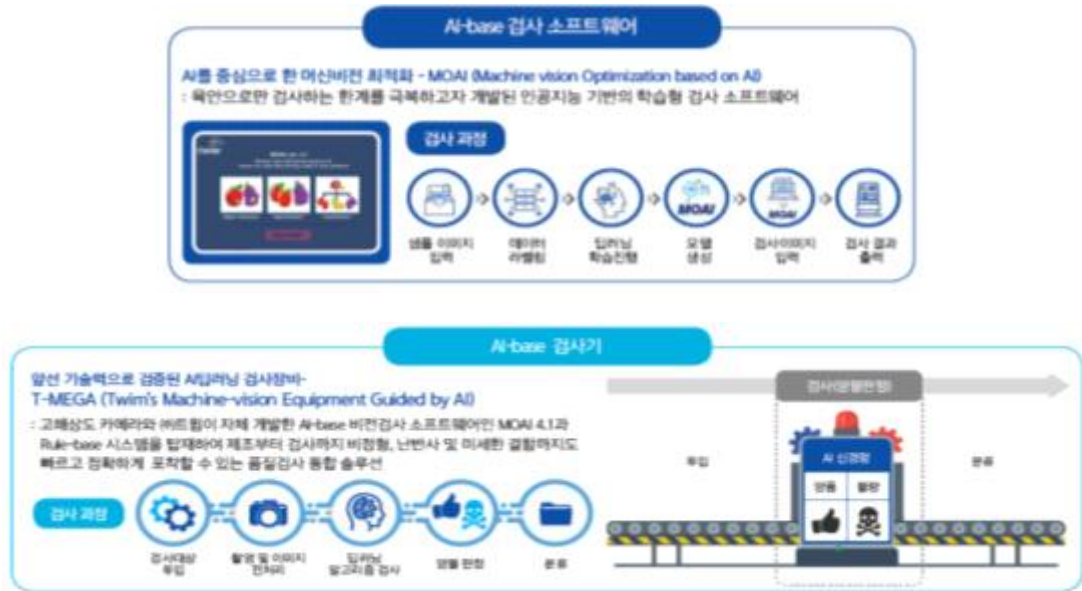 AI-base 검사 소프트웨어
AI를 중심으로 한 머신비전 최적화 - MOAI (Machine vision Optimization based on AI)
: 육안으로만 검사하는 한계를 극복하고자 개발된 인공지능 기반의 학습형 검사 소프트웨어
검사 과정
MOAI
MOAI
샘플 이미지
입력
데이터
라벨링
딥러닝
학습진행
모델
생성
검사이미지
입력
검사 결과
출력
AI-base 검사기
앞선 기술력으로 검증된 AI딥러닝 검사장비-
T-MEGA (Twim's Machine-vision Equipment Guided by AI)
: 고해상도 카메라와 ㈜트윔이 자체 개발한 AI-base 비전검사 소프트웨어인 MOAI 4.1과
Rule-base 시스템을 탑재하여 제조부터 검사까지 비정형, 난반사 및 미세한 결함까지도
빠르고 정확하게 포착할 수 있는 품질검사 통합 솔루션
검사 과정
검사대상
투입
촬영 및 이미지
전처리
딥러닝
알고리즘 검사
양불 판정
분류
검사(양불판정)
투입
AI 신경망
양품
불량
분류